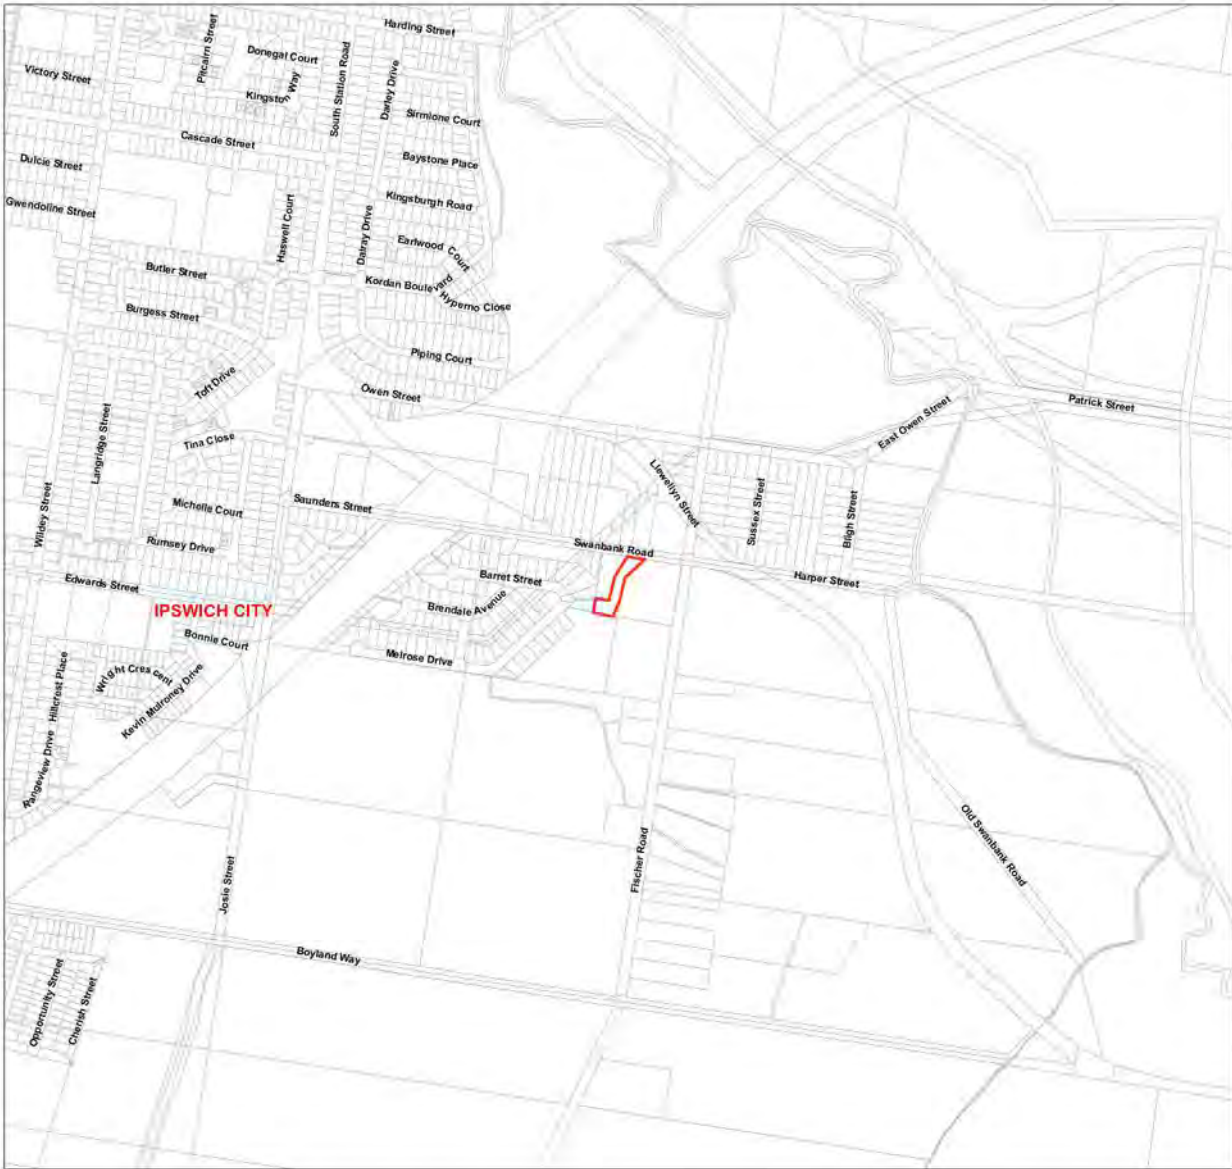 Harding Street
Pitcairn Street
Donegal Court
South Station Road
Victory Street
Kingston Way
Darley Drive
Sirmione Court
Cascade Street
Baystone Place
Dulcie Street
Kingsburgh Road
Gwendoline Street
Haswell Court
Dalray Drive
Earlwood Court
Butler Street
Kordan Boulevard
Hyperno Close
Burgess Street
Piping Court
Toft Drive
Owen Street
Patrick Street
East Owen Street
Langridge Street
Tina Close
Llewellyn Street
Sussex Street
Bligh Street
Wildey Street
Michelle Court
Saunders Street
Rumsey Drive
Swanbank Road
Edwards Street
Barret Street
Harper Street
IPSWICH CITY
Brendale Avenue
Bonnie Court
Melrose Drive
Wright Crescent
Hillcrest Place
Kevin Mulroney Drive
Rangeview Drive
Old Swanbank Road
Fischer Road
Josie Street
Boyland Way
Opportunity Street
Cherish Street